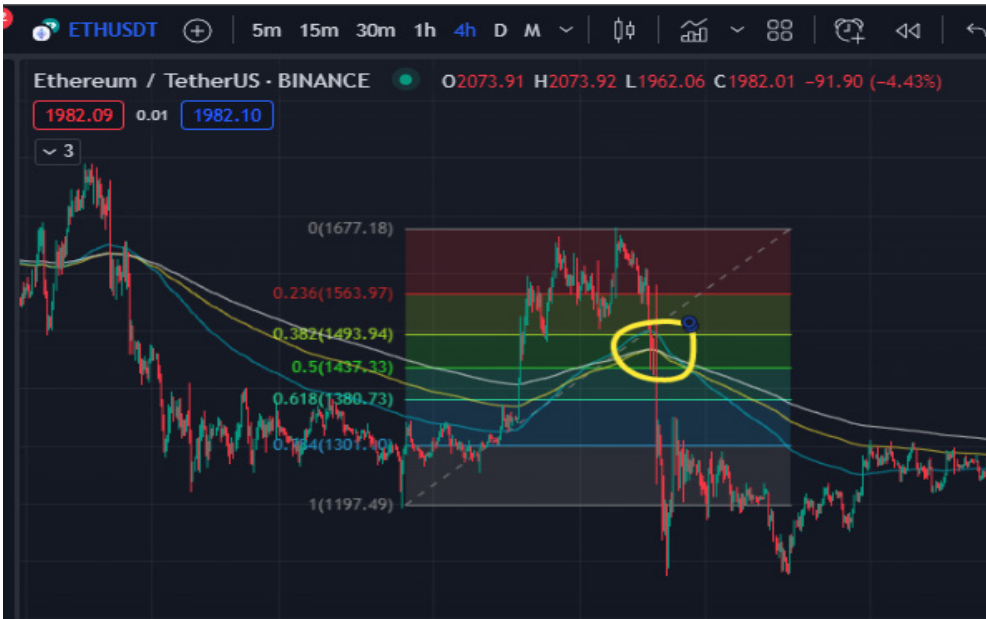 2
ETHUSDT 5m 15m 30m 1h 4h D M
Ethereum / TetherUS · BINANCE O2073.91 H2073.92 L1962.06 C1982.01 −91.90 (−4.43%)
1982.09 0.01 1982.10
3
0(1677.18)
0.236(1563.97)
0.382(1493.94)
0.5(1437.33)
0.618(1380.73)
1(1197.49)